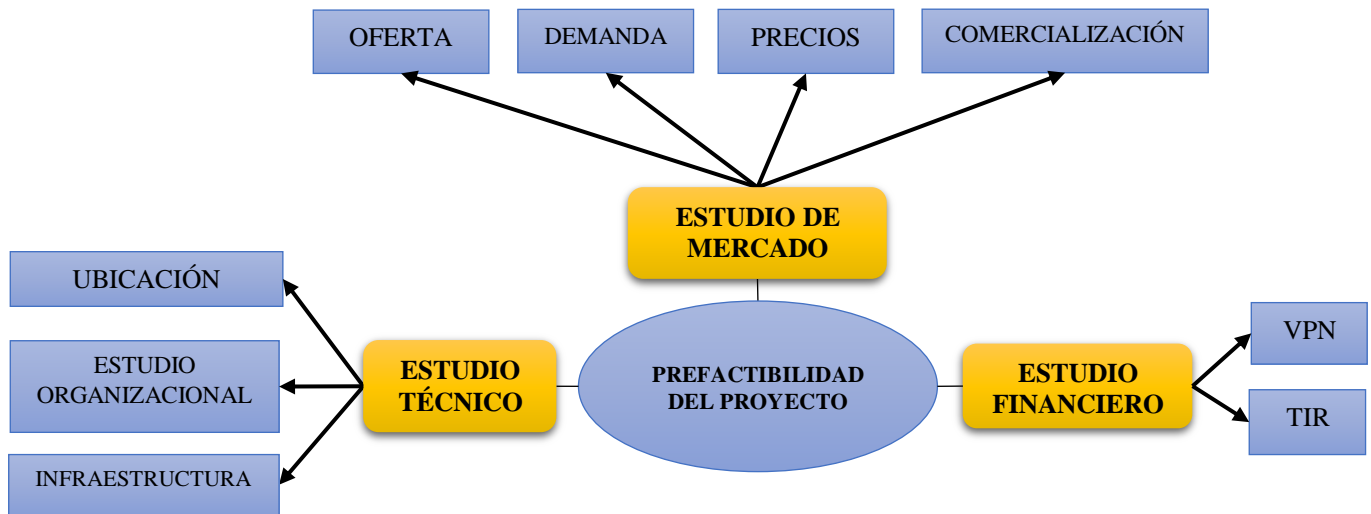 OFERTA
DEMANDA
PRECIOS
COMERCIALIZACIÓN
ESTUDIO DE
MERCADO
UBICACIÓN
ESTUDIO
ORGANIZACIONAL
INFRAESTRUCTURA
ESTUDIO
TÉCNICO
PREFACTIBILIDAD
DEL PROYECTO
ESTUDIO
FINANCIERO
VPN
TIR